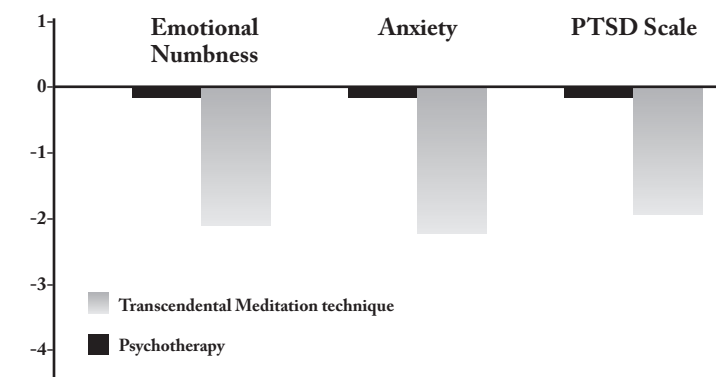 Emotional
Numbness
Anxiety
PTSD Scale
1
0
-1
-2
-3
-4
Transcendental Meditation technique
Psychotherapy